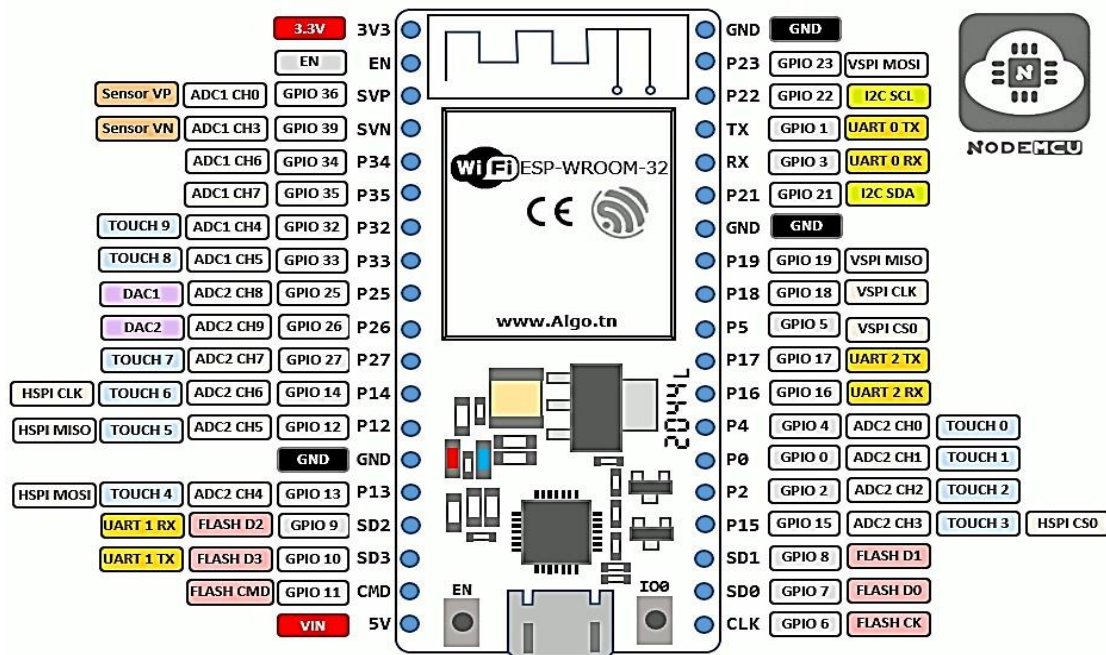 3.3V 3V3 GND GND
EN EN P23 GPIO 23 VSPI MOSI
Sensor VP ADC1 CH0 GPIO 36 SVP P22 GPIO 22 I2C SCL
Sensor VN ADC1 CH3 GPIO 39 SVN TX GPIO 1 UART 0 TX
NODEMCU
ADC1 CH6 GPIO 34 P34 WiFi ESP-WROOM-32 RX GPIO 3 UART 0 RX
ADC1 CH7 GPIO 35 P35 CE P21 GPIO 21 I2C SDA
TOUCH 9 ADC1 CH4 GPIO 32 P32 GND GND
TOUCH 8 ADC1 CH5 GPIO 33 P33 P19 GPIO 19 VSPI MISO
DAC1 ADC2 CH8 GPIO 25 P25 P18 GPIO 18 VSPI CLK
DAC2 ADC2 CH9 GPIO 26 P26 www.Algo.tn P5 GPIO 5 VSPI CS0
TOUCH 7 ADC2 CH7 GPIO 27 P27 P17 GPIO 17 UART 2 TX
HSPI CLK TOUCH 6 ADC2 CH6 GPIO 14 P14 2044L P16 GPIO 16 UART 2 RX
HSPI MISO TOUCH 5 ADC2 CH5 GPIO 12 P12 P4 GPIO 4 ADC2 CH0 TOUCH 0
GND GND P0 GPIO 0 ADC2 CH1 TOUCH 1
HSPI MOSI TOUCH 4 ADC2 CH4 GPIO 13 P13 P2 GPIO 2 ADC2 CH2 TOUCH 2
UART 1 RX FLASH D2 GPIO 9 SD2 P15 GPIO 15 ADC2 CH3 TOUCH 3 HSPI CS0
UART 1 TX FLASH D3 GPIO 10 SD3 SD1 GPIO 8 FLASH D1
FLASH CMD GPIO 11 CMD EN IO0 SD0 GPIO 7 FLASH D0
VIN 5V CLK GPIO 6 FLASH CK